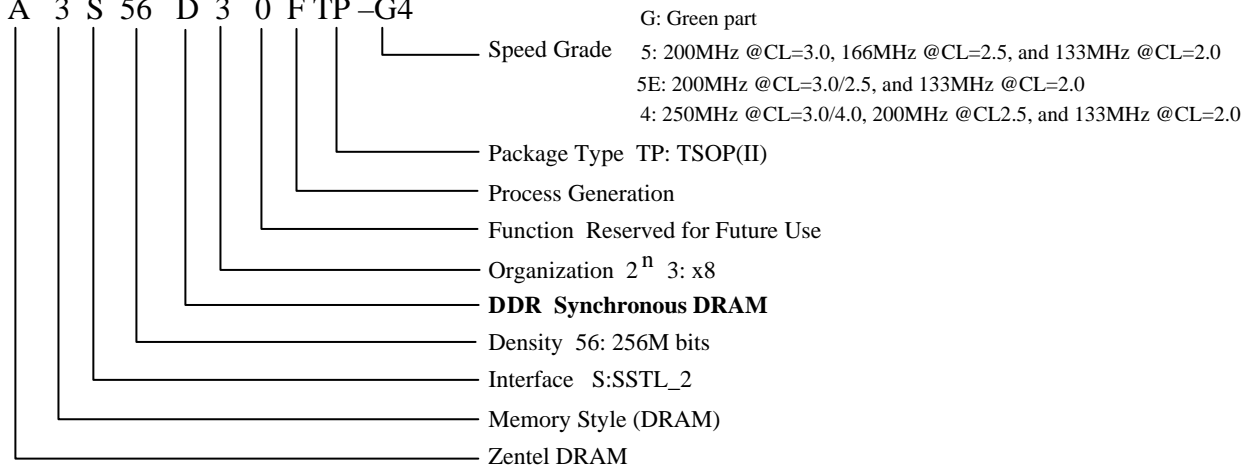 A 3 S 56 D 3 0 F TP –G4
G: Green part
Speed Grade 5: 200MHz @CL=3.0, 166MHz @CL=2.5, and 133MHz @CL=2.0
5E: 200MHz @CL=3.0/2.5, and 133MHz @CL=2.0
4: 250MHz @CL=3.0/4.0, 200MHz @CL2.5, and 133MHz @CL=2.0
Package Type TP: TSOP(II)
Process Generation
Function Reserved for Future Use
Organization 2^n 3: x8
DDR Synchronous DRAM
Density 56: 256M bits
Interface S:SSTL_2
Memory Style (DRAM)
Zentel DRAM